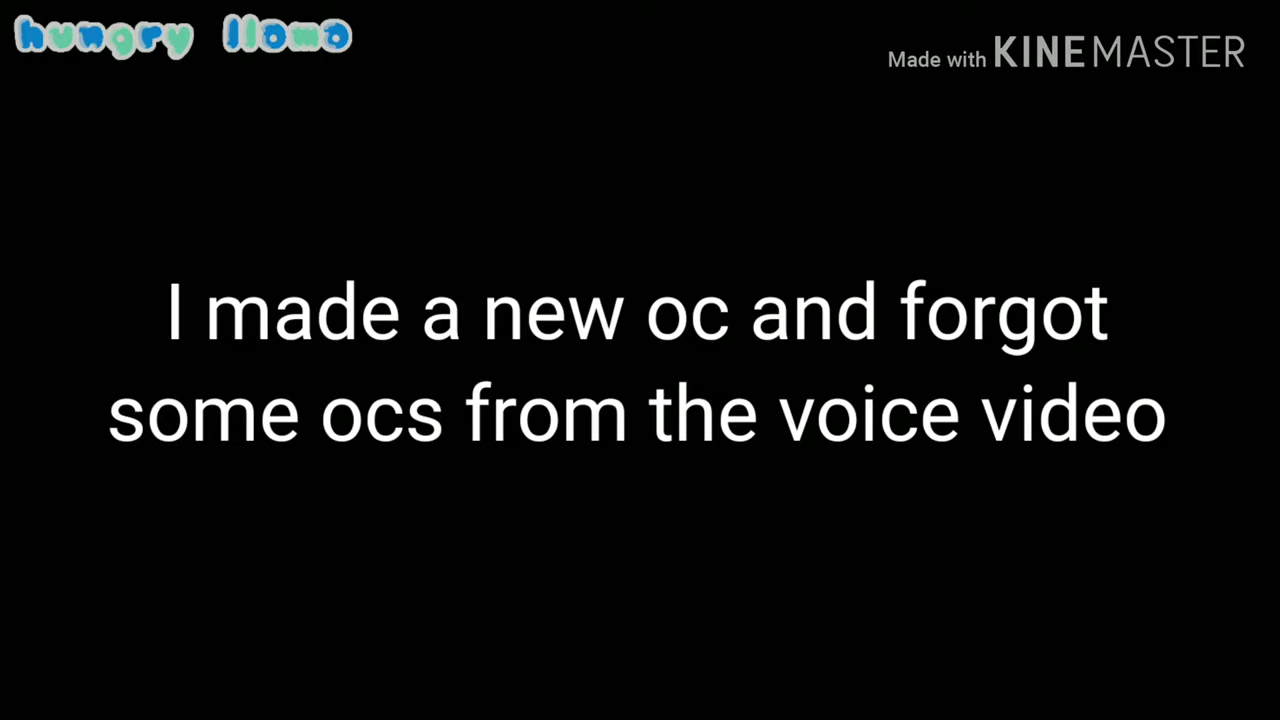 hungry llama
Made with KINEMASTER
I made a new oc and forgot
some ocs from the voice video